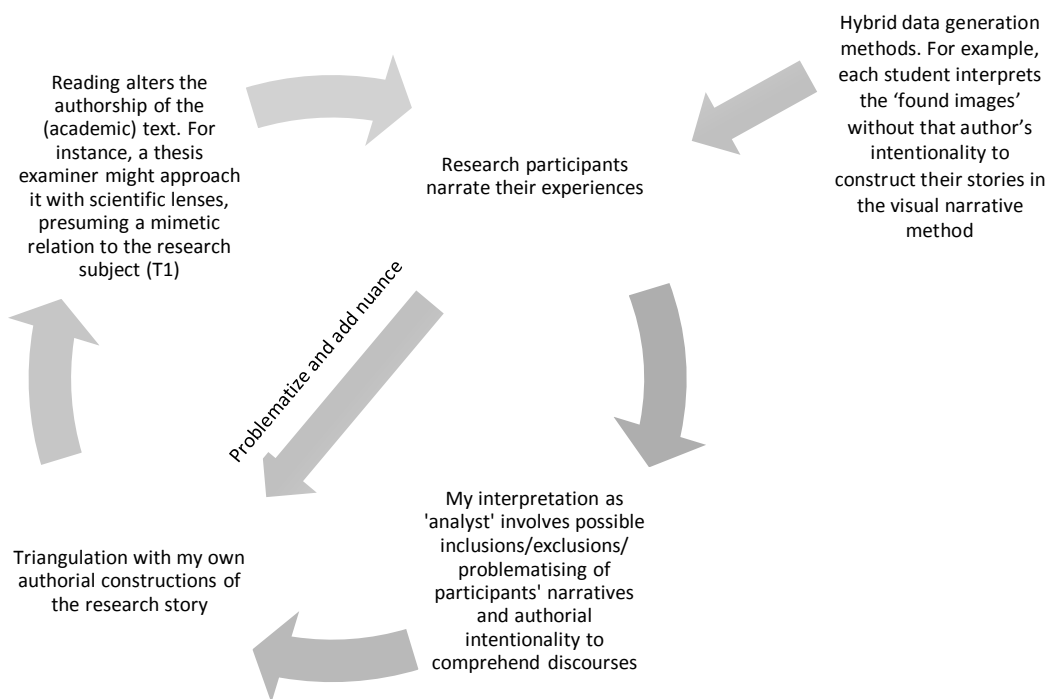 Reading alters the
authorship of the
(academic) text. For
instance, a thesis
examiner might approach
it with scientific lenses,
presuming a mimetic
relation to the research
subject (T1)
Research participants
narrate their experiences
Hybrid data generation
methods. For example,
each student interprets
the ‘found images’
without that author’s
intentionality to
construct their stories in
the visual narrative
method
Problematize and add nuance
My interpretation as
'analyst' involves possible
inclusions/exclusions/
problematising of
participants' narratives
and authorial
intentionality to
comprehend discourses
Triangulation with my own
authorial constructions of
the research story